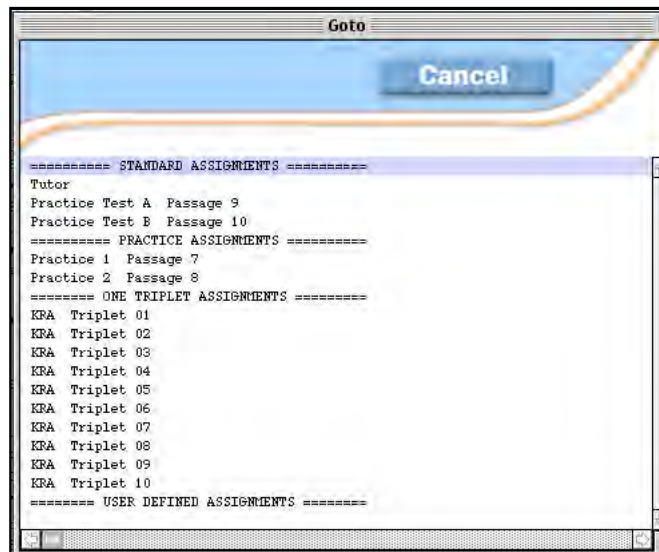 Goto
Cancel
========== STANDARD ASSIGNMENTS ==========
Tutor
Practice Test A  Passage 9
Practice Test B  Passage 10
========== PRACTICE ASSIGNMENTS ==========
Practice 1  Passage 7
Practice 2  Passage 8
======== ONE TRIPLET ASSIGNMENTS =========
KRA  Triplet 01
KRA  Triplet 02
KRA  Triplet 03
KRA  Triplet 04
KRA  Triplet 05
KRA  Triplet 06
KRA  Triplet 07
KRA  Triplet 08
KRA  Triplet 09
KRA  Triplet 10
======== USER DEFINED ASSIGNMENTS ========